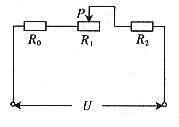 P
R₀ R₁ R₂
U